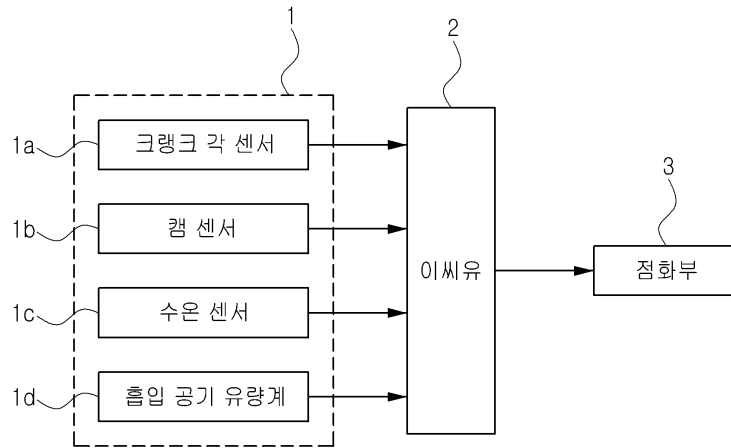 1
2
1a
크랭크 각 센서
3
1b
캠 센서
이씨유
점화부
1c
수온 센서
1d
흡입 공기 유량계